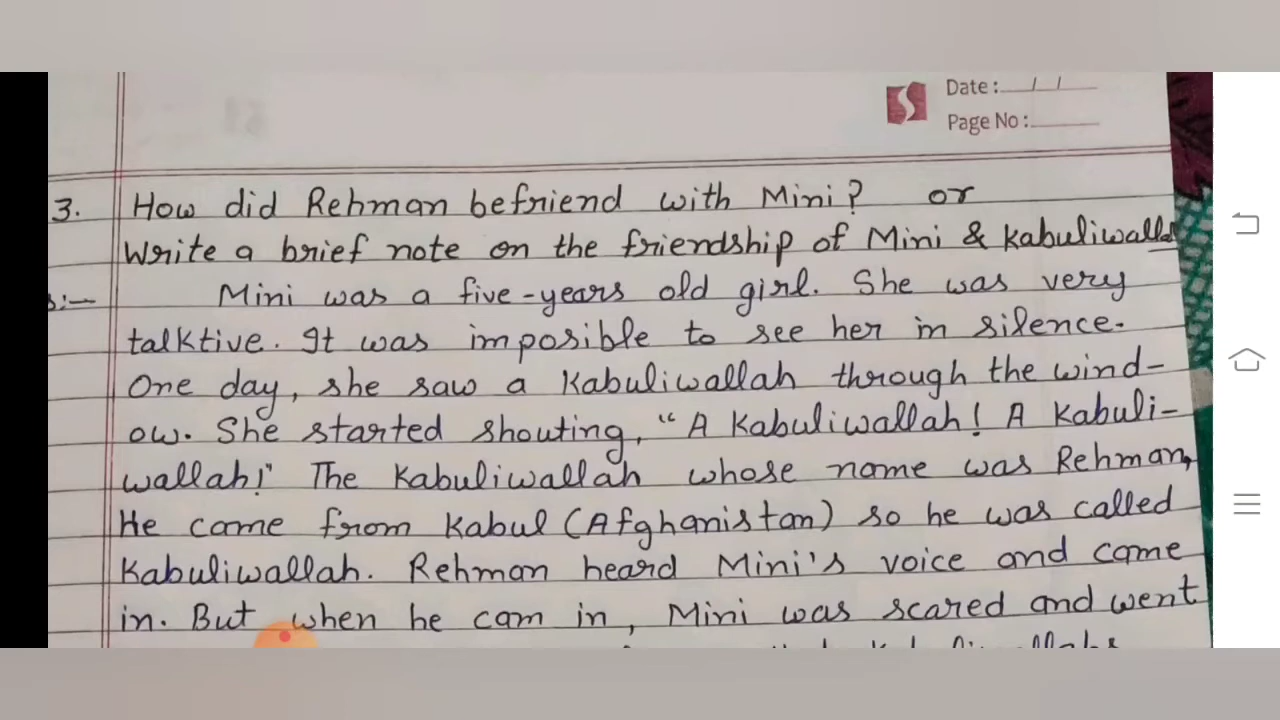 Date: / /
Page No:
3. How did Rehman befriend with Mini? or
Write a brief note on the friendship of Mini & Kabuliwalla
s:— Mini was a five-years old girl. She was very
talktive. It was imposible to see her in silence.
One day, she saw a Kabuliwallah through the wind-
ow. She started shouting, "A Kabuliwallah! A Kabuli-
wallah!" The Kabuliwallah whose name was Rehman,
He came from Kabul (Afghanistan) so he was called
Kabuliwallah. Rehman heard Mini's voice and came
in. But when he cam in, Mini was scared and went